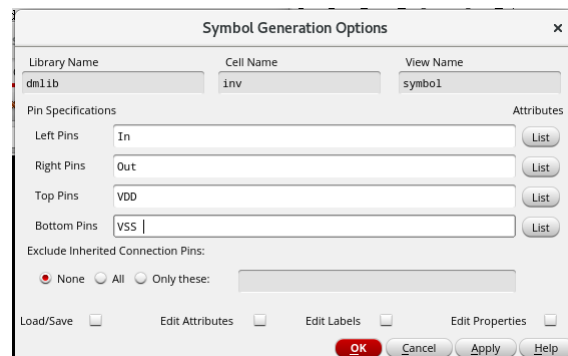 Symbol Generation Options
Library Name Cell Name View Name
dmlib inv symbol
Pin Specifications Attributes
Left Pins In List
Right Pins Out List
Top Pins VDD List
Bottom Pins VSS List
Exclude Inherited Connection Pins:
None All Only these:
Load/Save Edit Attributes Edit Labels Edit Properties
OK Cancel Apply Help